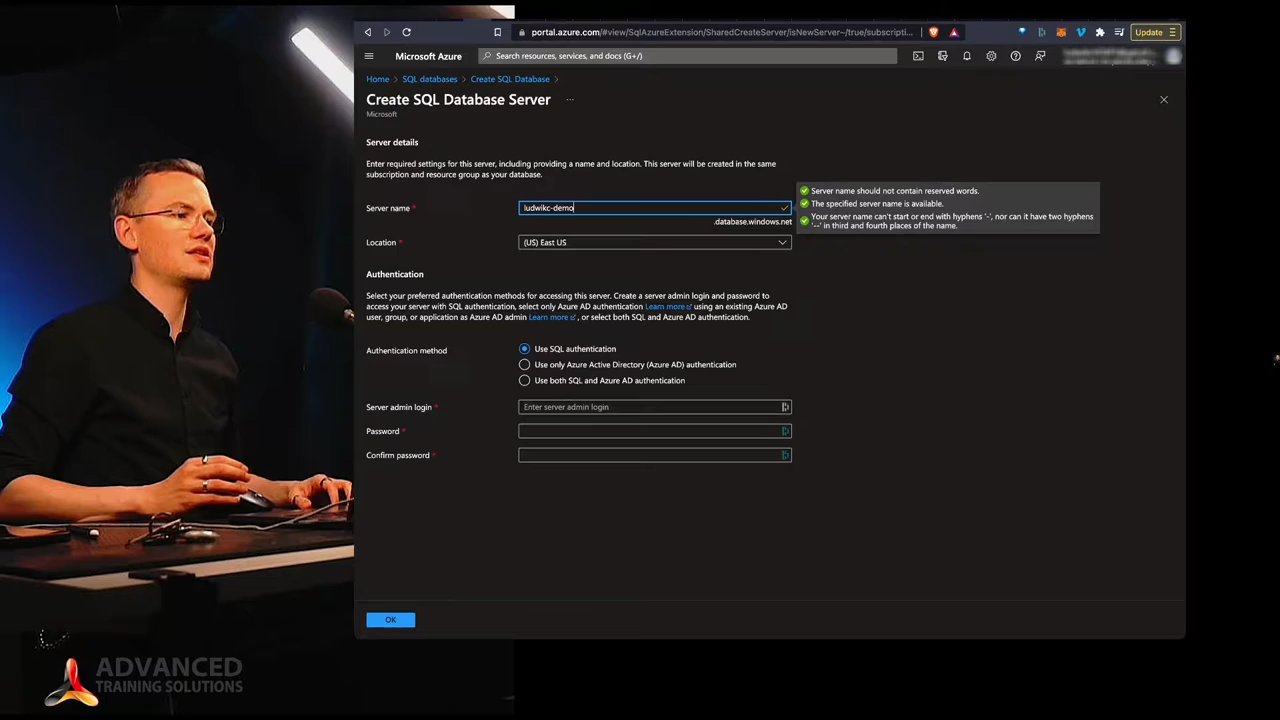 portal.azure.com/#view/SqlAzureExtension/SharedCreateServer/isNewServer~/true/subscripti...
Update
Microsoft Azure
Search resources, services, and docs (G+/)
Home > SQL databases > Create SQL Database >
Create SQL Database Server ...
Microsoft
Server details
Enter required settings for this server, including providing a name and location. This server will be created in the same
subscription and resource group as your database.
Server name *
ludwikc-demo
.database.windows.net
Server name should not contain reserved words.
The specified server name is available.
Your server name can't start or end with hyphens '-', nor can it have two hyphens
'--' in third and fourth places of the name.
Location *
(US) East US
Authentication
Select your preferred authentication methods for accessing this server. Create a server admin login and password to
access your server with SQL authentication, select only Azure AD authentication Learn more using an existing Azure AD
user, group, or application as Azure AD admin Learn more , or select both SQL and Azure AD authentication.
Authentication method
Use SQL authentication
Use only Azure Active Directory (Azure AD) authentication
Use both SQL and Azure AD authentication
Server admin login *
Enter server admin login
Password *
Confirm password *
OK
ADVANCED
TRAINING SOLUTIONS